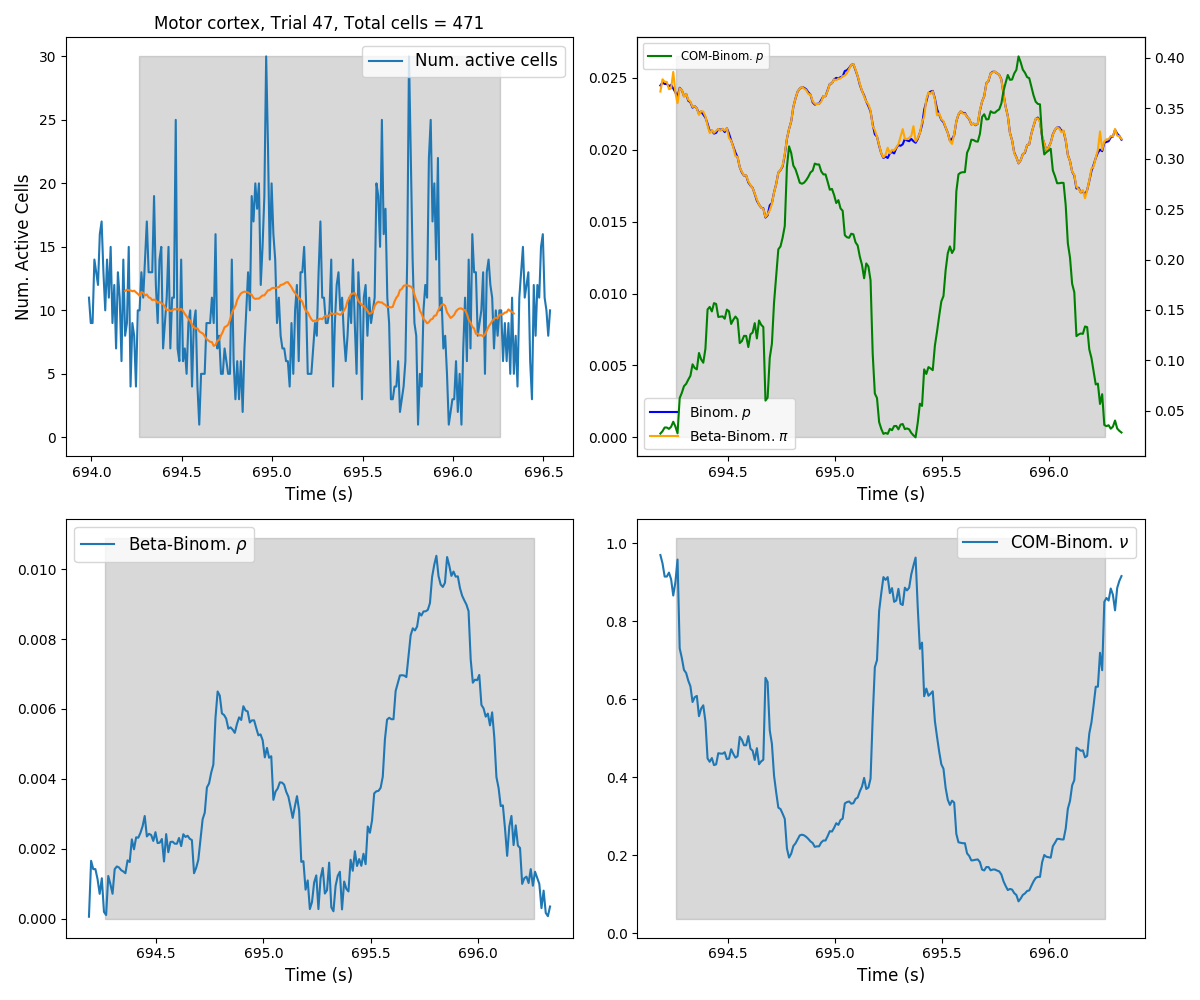 Motor cortex, Trial 47, Total cells = 471
Num. active cells
Num. Active Cells
30
25
20
15
10
5
0
694.0 694.5 695.0 695.5 696.0 696.5
Time (s)
COM-Binom. p
0.025
0.020
0.015
0.010
0.005
0.000
0.40
0.35
0.30
0.25
0.20
0.15
0.10
0.05
Binom. p
Beta-Binom. π
694.5 695.0 695.5 696.0
Time (s)
Beta-Binom. ρ
0.010
0.008
0.006
0.004
0.002
0.000
694.5 695.0 695.5 696.0
Time (s)
COM-Binom. ν
1.0
0.8
0.6
0.4
0.2
0.0
694.5 695.0 695.5 696.0
Time (s)